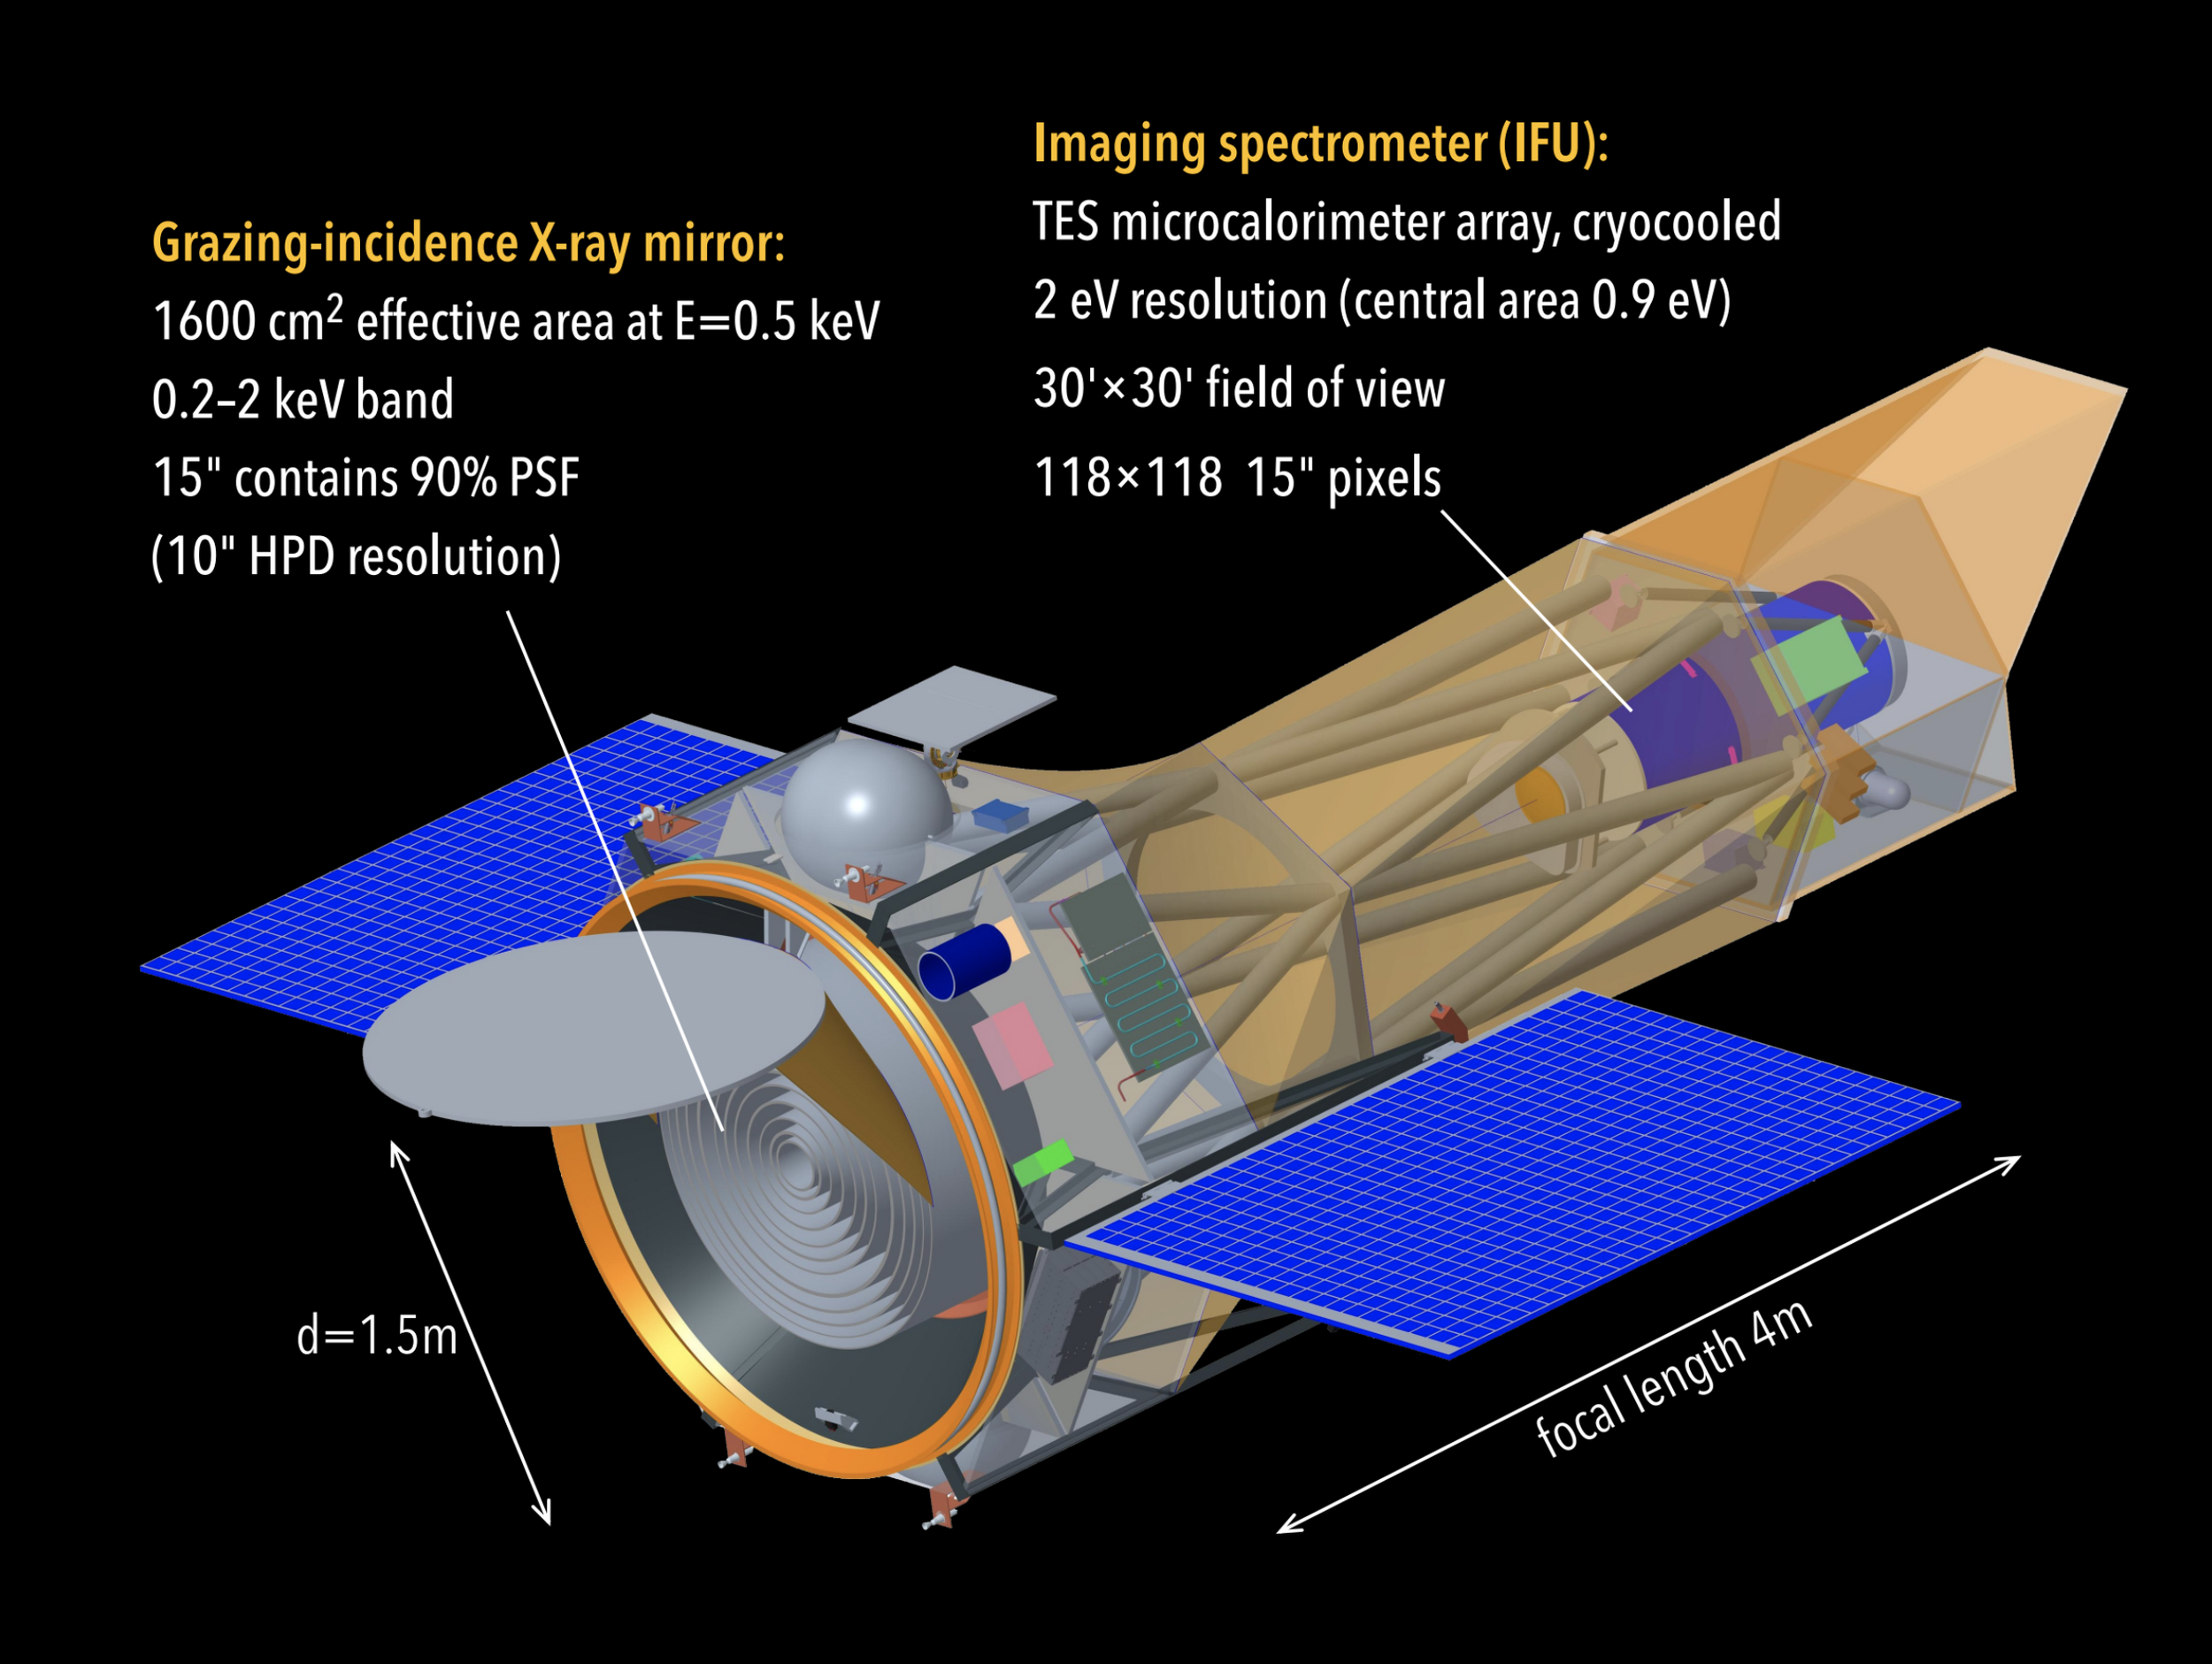 Grazing-incidence X-ray mirror:
1600 cm² effective area at E=0.5 keV
0.2–2 keV band
15" contains 90% PSF
(10" HPD resolution)
Imaging spectrometer (IFU):
TES microcalorimeter array, cryocooled
2 eV resolution (central area 0.9 eV)
30'×30' field of view
118×118 15" pixels
d=1.5m
focal length 4m